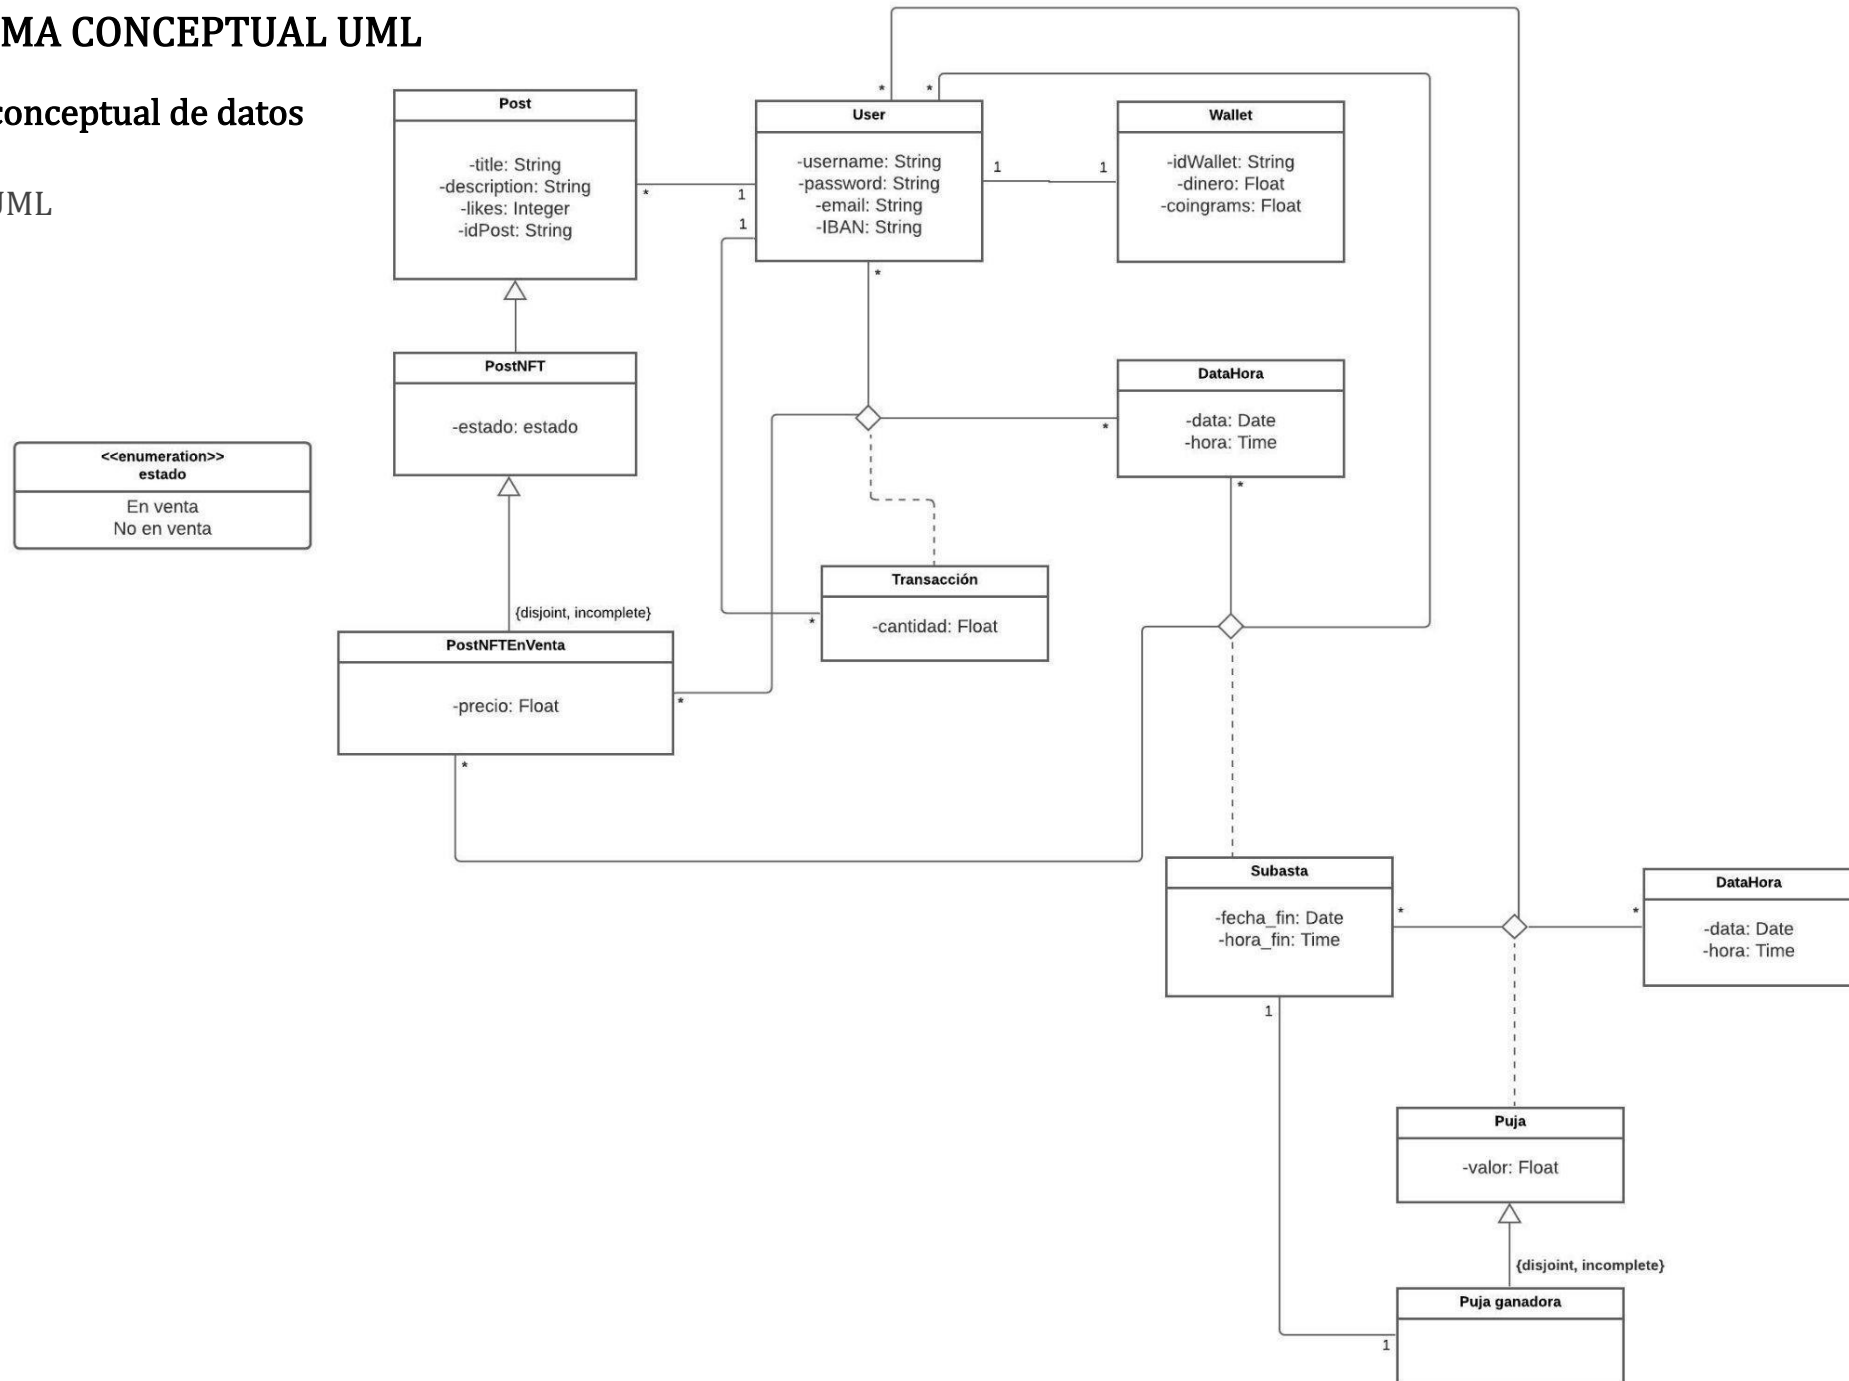 MA CONCEPTUAL UML
conceptual de datos
UML
Post
-title: String
-description: String
-likes: Integer
-idPost: String
*
1
1
*
*
User
-username: String
-password: String
-email: String
-IBAN: String
*
1
1
Wallet
-idWallet: String
-dinero: Float
-coingrams: Float
PostNFT
-estado: estado
DataHora
-data: Date
-hora: Time
*
*
<<enumeration>>
estado
En venta
No en venta
{disjoint, incomplete}
Transacción
-cantidad: Float
*
PostNFTEnVenta
-precio: Float
*
*
Subasta
-fecha_fin: Date
-hora_fin: Time
*
*
1
DataHora
-data: Date
-hora: Time
Puja
-valor: Float
{disjoint, incomplete}
Puja ganadora
1